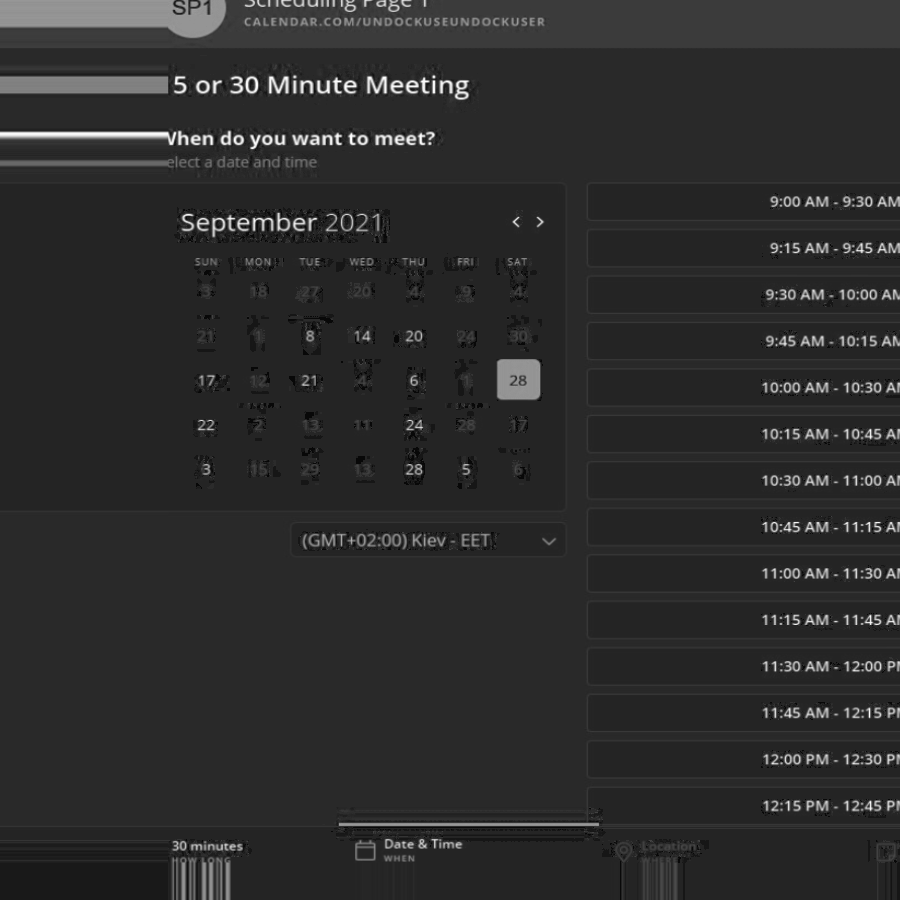 SP1
Scheduling Page 1
CALENDAR.COM/UNDOCKUSEUNDOCKUSER
5 or 30 Minute Meeting
When do you want to meet?
elect a date and time
September 2021
< >
SUN MON TUE WED THU FRI SAT
3 18 27 20 4 9 4
21 1 8 14 20 24 30
17 12 21 4 6 1 28
22 2 13 11 24 28 17
3 15 29 13 28 5 6
(GMT+02:00) Kiev - EET
9:00 AM - 9:30 AM
9:15 AM - 9:45 AM
9:30 AM - 10:00 AM
9:45 AM - 10:15 AM
10:00 AM - 10:30 AM
10:15 AM - 10:45 AM
10:30 AM - 11:00 AM
10:45 AM - 11:15 AM
11:00 AM - 11:30 AM
11:15 AM - 11:45 AM
11:30 AM - 12:00 PM
11:45 AM - 12:15 PM
12:00 PM - 12:30 PM
12:15 PM - 12:45 PM
30 minutes
HOW LONG
Date & Time
WHEN
Location
WHERE